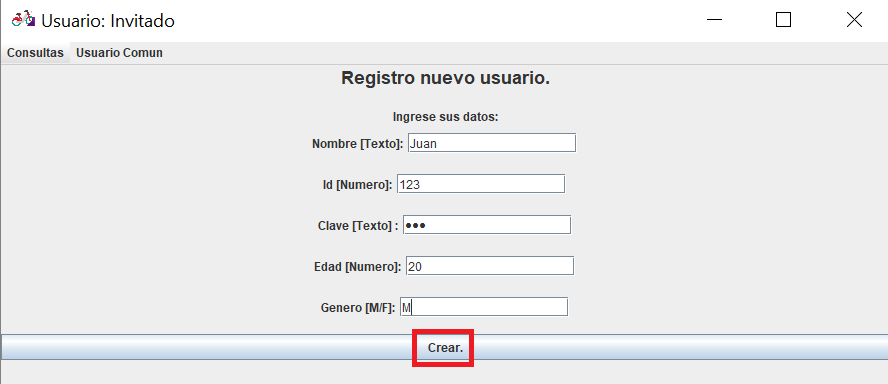 Usuario: Invitado
Consultas Usuario Comun
Registro nuevo usuario.
Ingrese sus datos:
Nombre [Texto]: Juan
Id [Numero]: 123
Clave [Texto] : •••
Edad [Numero]: 20
Genero [M/F]: M
Crear.